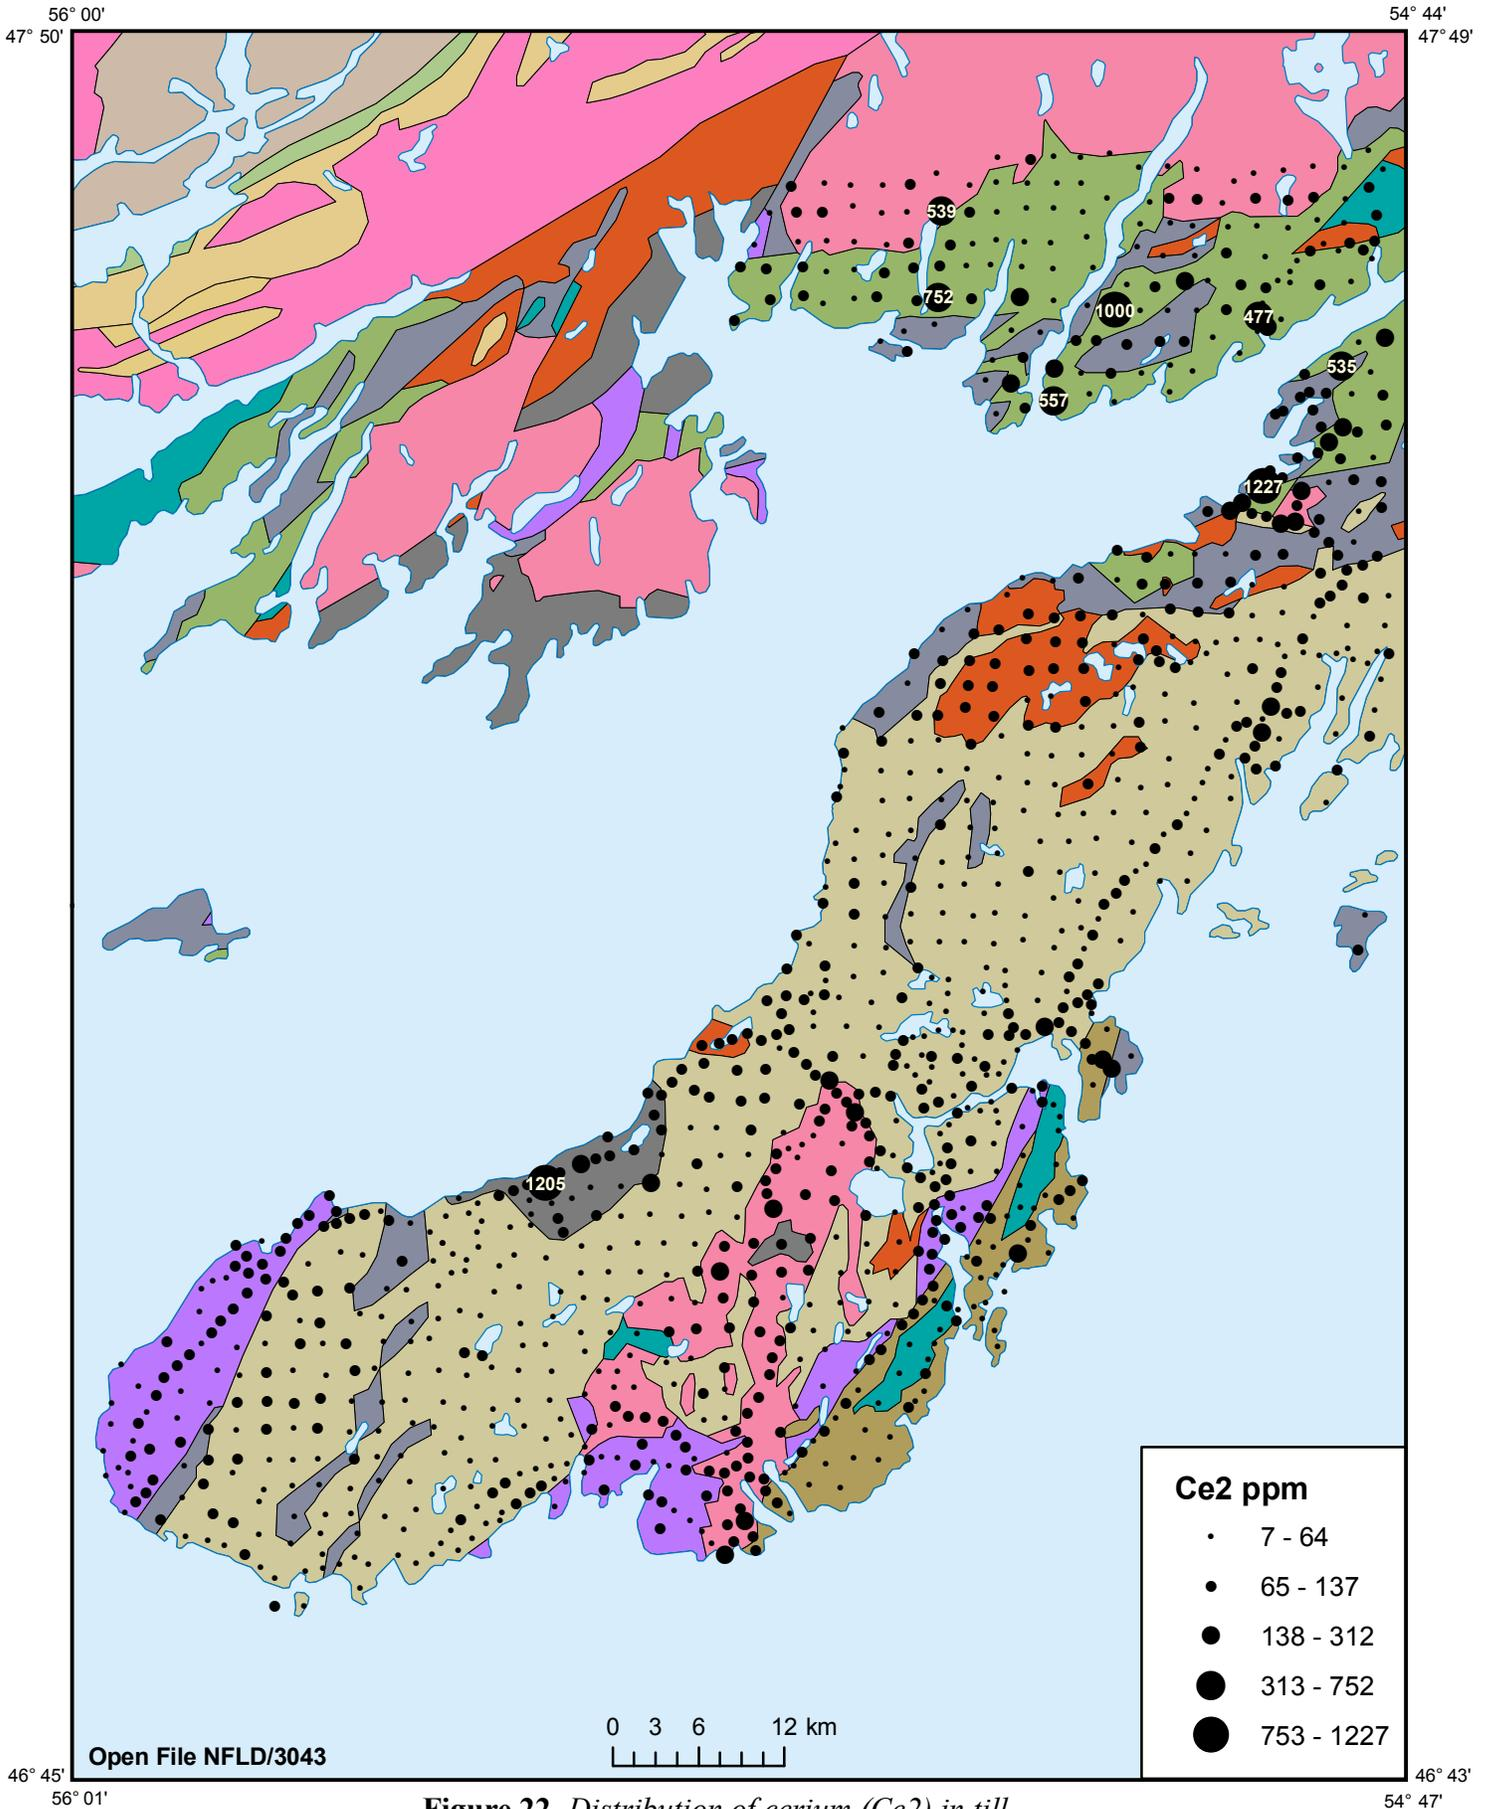 56° 00'
54° 44'
47° 50'
47° 49'
539
752
1000
477
535
557
1227
1205
Ce2 ppm
7 - 64
65 - 137
138 - 312
313 - 752
753 - 1227
0 3 6 12 km
Open File NFLD/3043
46° 45'
46° 43'
56° 01'
54° 47'
Figure 22. Distribution of cerium (Ce2) in till